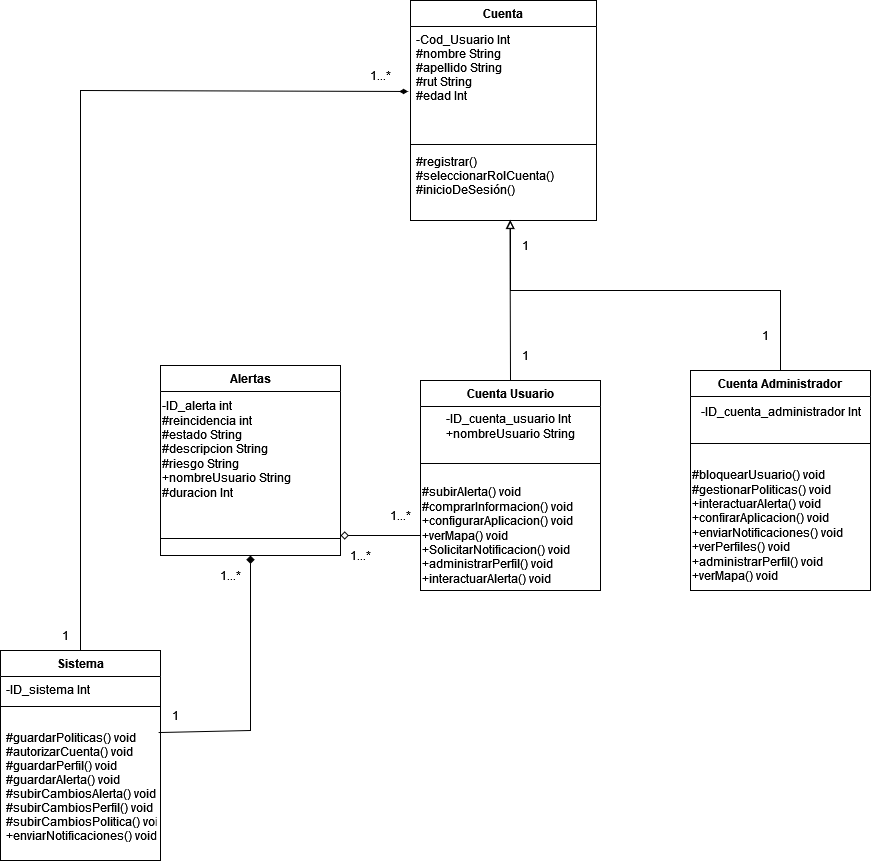 Cuenta
-Cod_Usuario Int
#nombre String
#apellido String
#rut String
#edad Int
#registrar()
#seleccionarRolCuenta()
#inicioDeSesión()
1...*
1
1
1
Alertas
-ID_alerta int
#reincidencia int
#estado String
#descripcion String
#riesgo String
+nombreUsuario String
#duracion Int
Cuenta Usuario
-ID_cuenta_usuario Int
+nombreUsuario String
#subirAlerta() void
#comprarInformacion() void
+configurarAplicacion() void
+verMapa() void
+SolicitarNotificacion() void
+administrarPerfil() void
+interactuarAlerta() void
Cuenta Administrador
-ID_cuenta_administrador Int
#bloquearUsuario() void
#gestionarPoliticas() void
+interactuarAlerta() void
+confirarAplicacion() void
+enviarNotificaciones() void
+verPerfiles() void
+administrarPerfil() void
+verMapa() void
1...*
1...*
1...*
1
Sistema
-ID_sistema Int
#guardarPoliticas() void
#autorizarCuenta() void
#guardarPerfil() void
#guardarAlerta() void
#subirCambiosAlerta() void
#subirCambiosPerfil() void
#subirCambiosPolitica() voi
+enviarNotificaciones() void
1